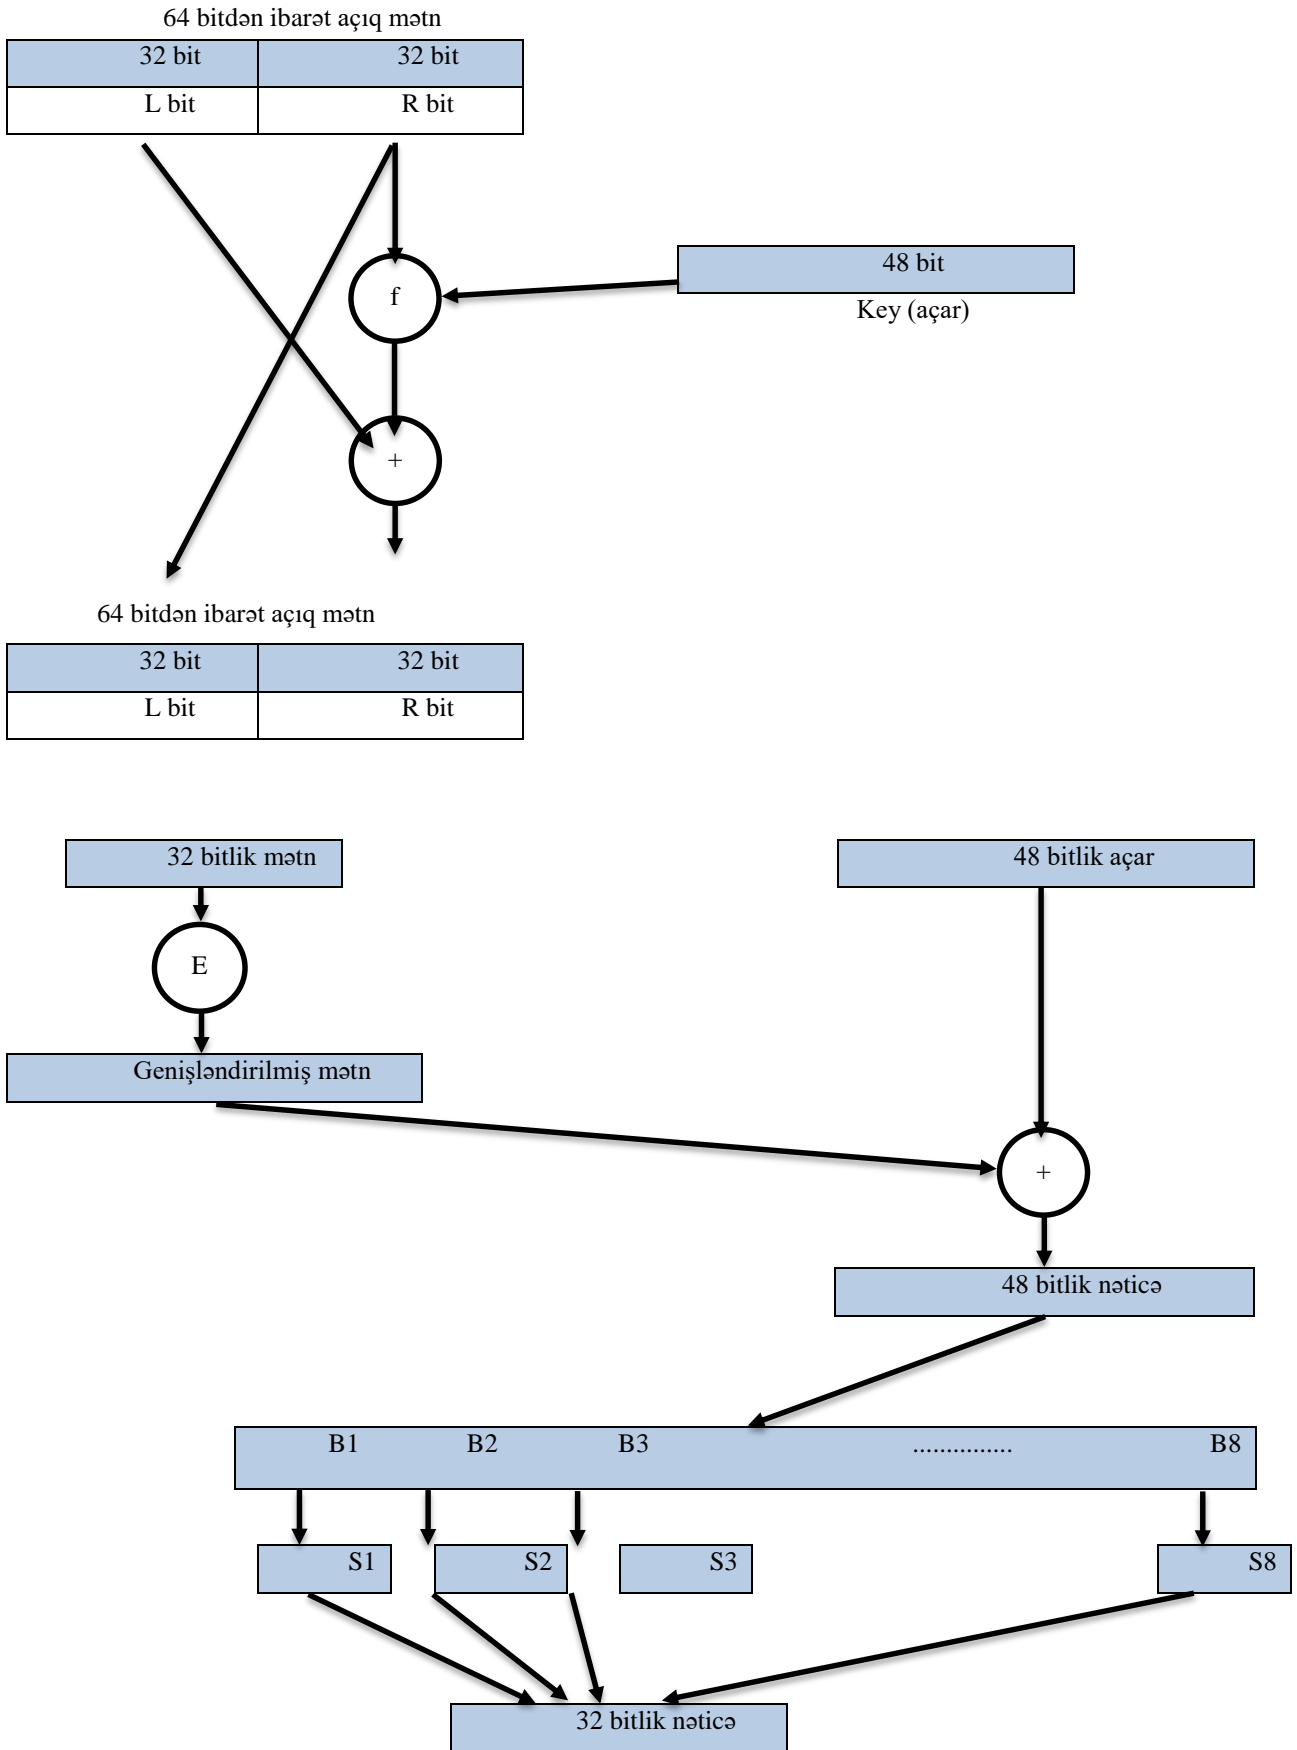 64 bitdən ibarət açıq mətn
32 bit 32 bit
L bit R bit
48 bit
f
Key (açar)
+
64 bitdən ibarət açıq mətn
32 bit 32 bit
L bit R bit
32 bitlik mətn 48 bitlik açar
E
Genişləndirilmiş mətn
+
48 bitlik nəticə
B1 B2 B3 ............... B8
S1 S2 S3 S8
32 bitlik nəticə